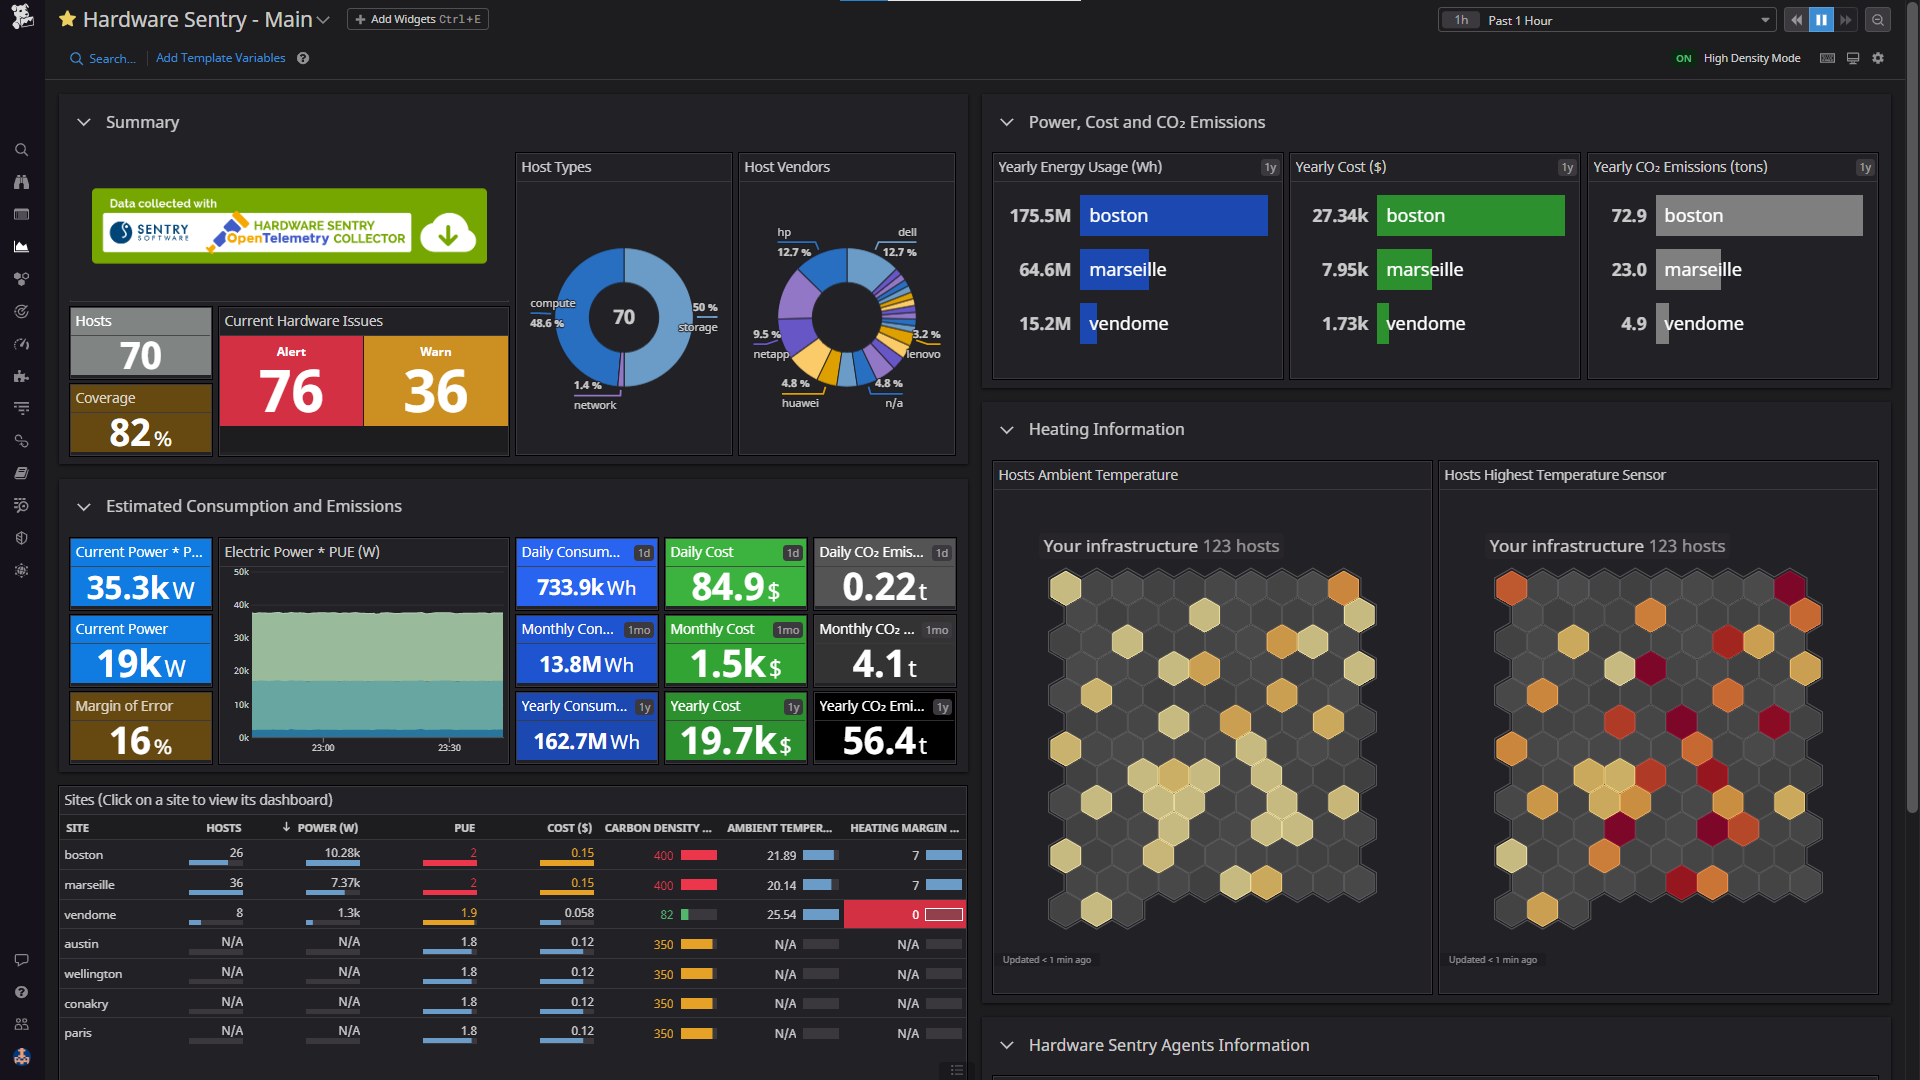 Hardware Sentry - Main
Add Widgets Ctrl+E
1h Past 1 Hour
Search...
Add Template Variables
ON High Density Mode
Summary
Data collected with
SENTRY
SOFTWARE
HARDWARE SENTRY
OpenTelemetry COLLECTOR
Hosts
70
Coverage
82 %
Current Hardware Issues
Alert
76
Warn
36
Host Types
compute
48.6 %
70
50 %
storage
1.4 %
network
Host Vendors
hp
12.7 %
dell
12.7 %
9.5 %
netapp
3.2 %
lenovo
4.8 %
huawei
4.8 %
n/a
Power, Cost and CO₂ Emissions
Yearly Energy Usage (Wh) 1y
175.5M boston
64.6M marseille
15.2M vendome
Yearly Cost ($) 1y
27.34k boston
7.95k marseille
1.73k vendome
Yearly CO₂ Emissions (tons) 1y
72.9 boston
23.0 marseille
4.9 vendome
Estimated Consumption and Emissions
Current Power * P...
35.3k W
Current Power
19k W
Margin of Error
16 %
Electric Power * PUE (W)
50k
40k
30k
20k
10k
0k
23:00 23:30
Daily Consum... 1d
733.9k Wh
Daily Cost 1d
84.9 $
Daily CO₂ Emis... 1d
0.22 t
Monthly Con... 1mo
13.8M Wh
Monthly Cost 1mo
1.5k $
Monthly CO₂ ... 1mo
4.1 t
Yearly Consum... 1y
162.7M Wh
Yearly Cost 1y
19.7k $
Yearly CO₂ Emi... 1y
56.4 t
Heating Information
Hosts Ambient Temperature
Your infrastructure 123 hosts
Updated < 1 min ago
Hosts Highest Temperature Sensor
Your infrastructure 123 hosts
Updated < 1 min ago
Sites (Click on a site to view its dashboard)
SITE HOSTS POWER (W) PUE COST ($) CARBON DENSITY ... AMBIENT TEMPER... HEATING MARGIN ...
boston 26 10.28k 2 0.15 400 21.89 7
marseille 36 7.37k 2 0.15 400 20.14 7
vendome 8 1.3k 1.9 0.058 82 25.54 0
austin N/A N/A 1.8 0.12 350 N/A N/A
wellington N/A N/A 1.8 0.12 350 N/A N/A
conakry N/A N/A 1.8 0.12 350 N/A N/A
paris N/A N/A 1.8 0.12 350 N/A N/A
Hardware Sentry Agents Information